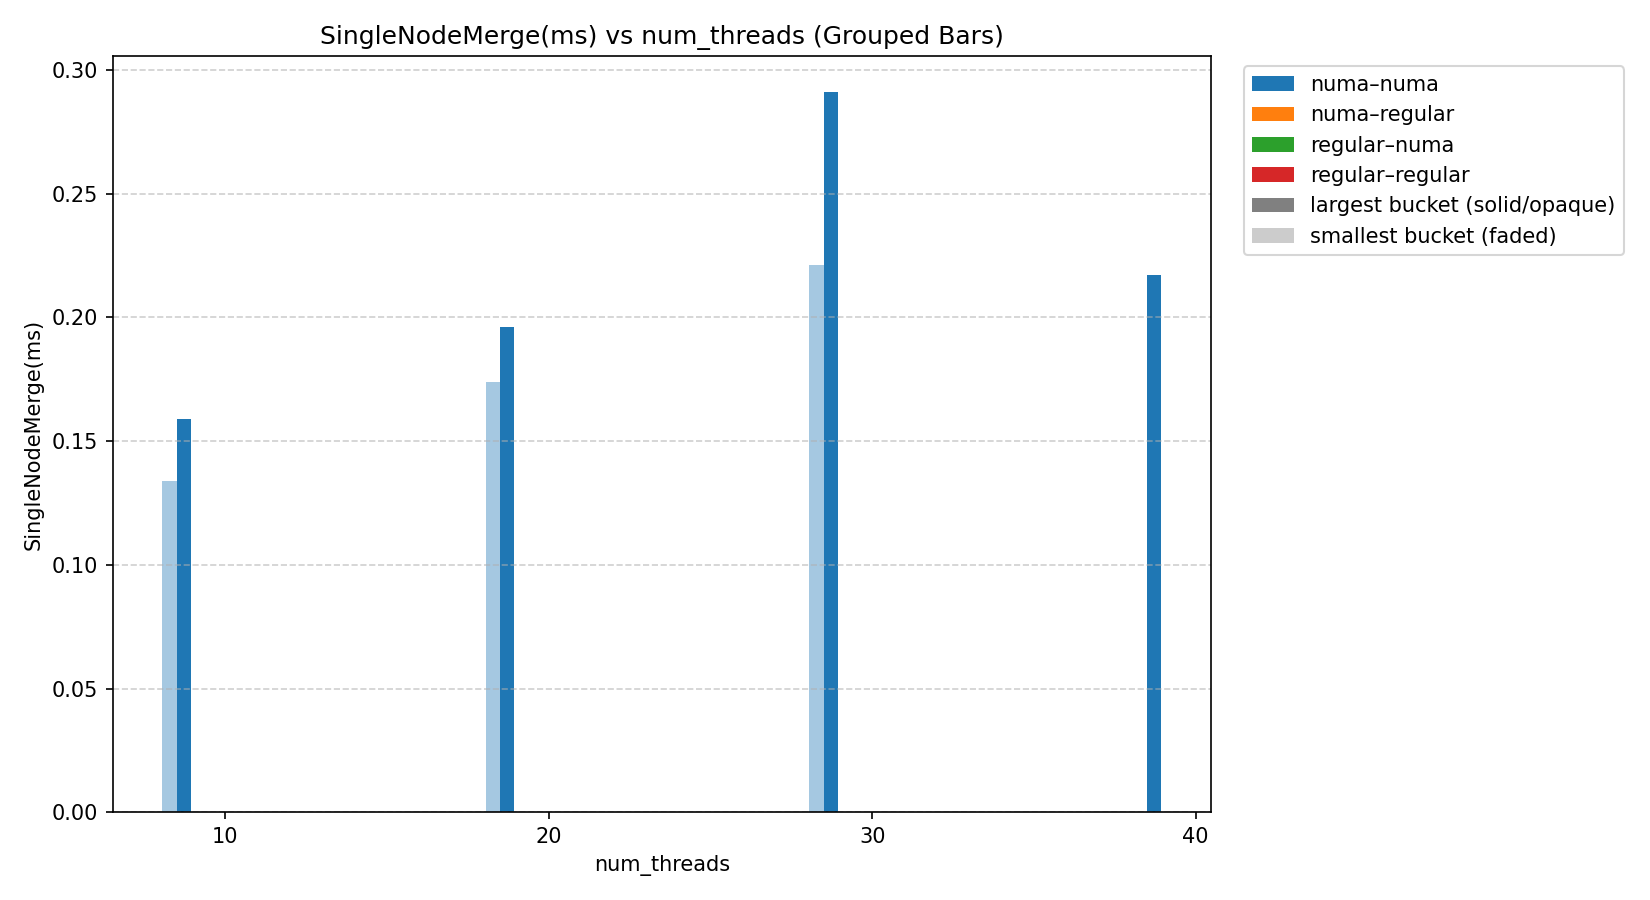 SingleNodeMerge(ms) vs num_threads (Grouped Bars)
SingleNodeMerge(ms)
0.30
0.25
0.20
0.15
0.10
0.05
0.00
10
20
30
40
num_threads
numa–numa
numa–regular
regular–numa
regular–regular
largest bucket (solid/opaque)
smallest bucket (faded)